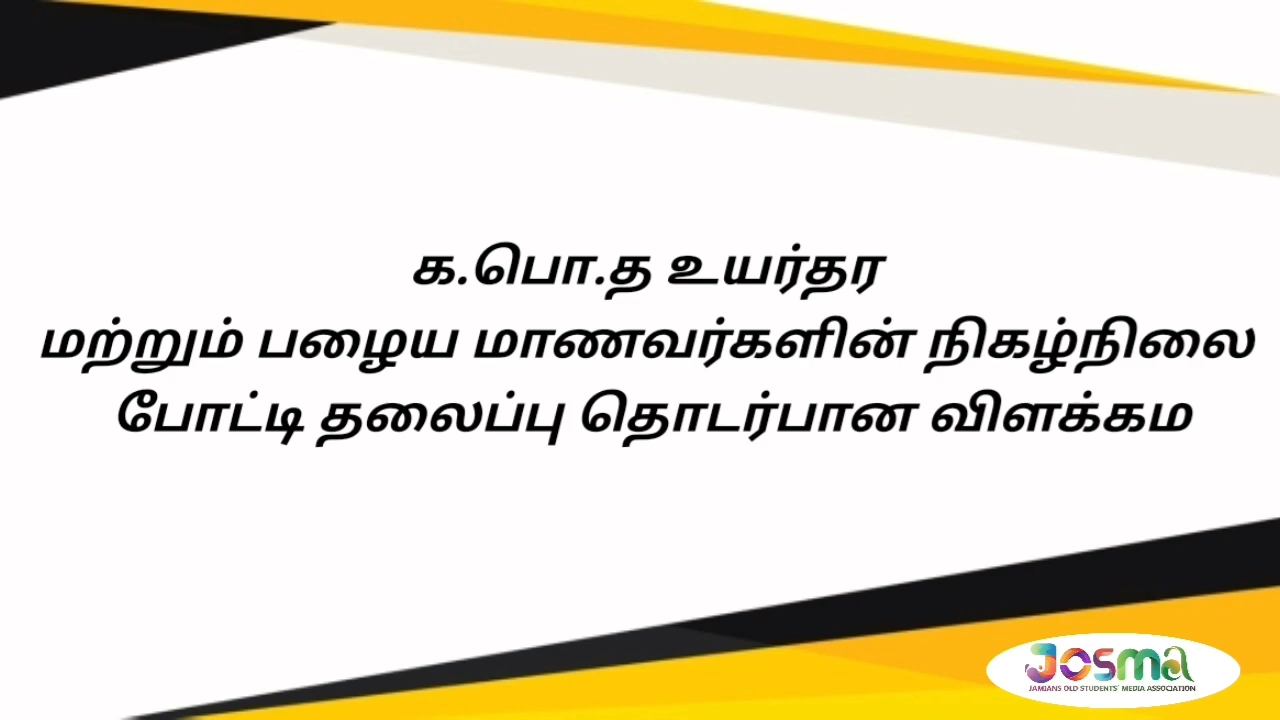 க.பொ.த உயர்தர
மற்றும் பழைய மாணவர்களின் நிகழ்நிலை
போட்டி தலைப்பு தொடர்பான விளக்கம
JOSMA
JAMIANS OLD STUDENTS' MEDIA ASSOCIATION